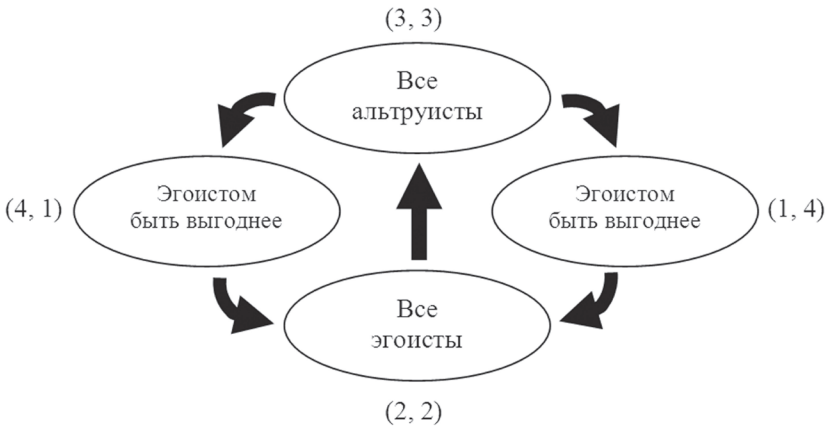 (3, 3)
Все
альтруисты
(4, 1)
Эгоистом
быть выгоднее
Эгоистом
быть выгоднее
(1, 4)
Все
эгоисты
(2, 2)